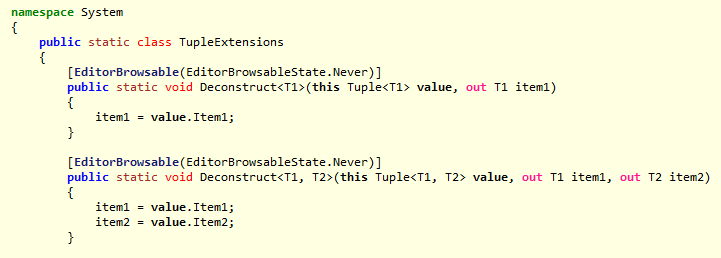 namespace System
{
    public static class TupleExtensions
    {
        [EditorBrowsable(EditorBrowsableState.Never)]
        public static void Deconstruct<T1>(this Tuple<T1> value, out T1 item1)
        {
            item1 = value.Item1;
        }

        [EditorBrowsable(EditorBrowsableState.Never)]
        public static void Deconstruct<T1, T2>(this Tuple<T1, T2> value, out T1 item1, out T2 item2)
        {
            item1 = value.Item1;
            item2 = value.Item2;
        }